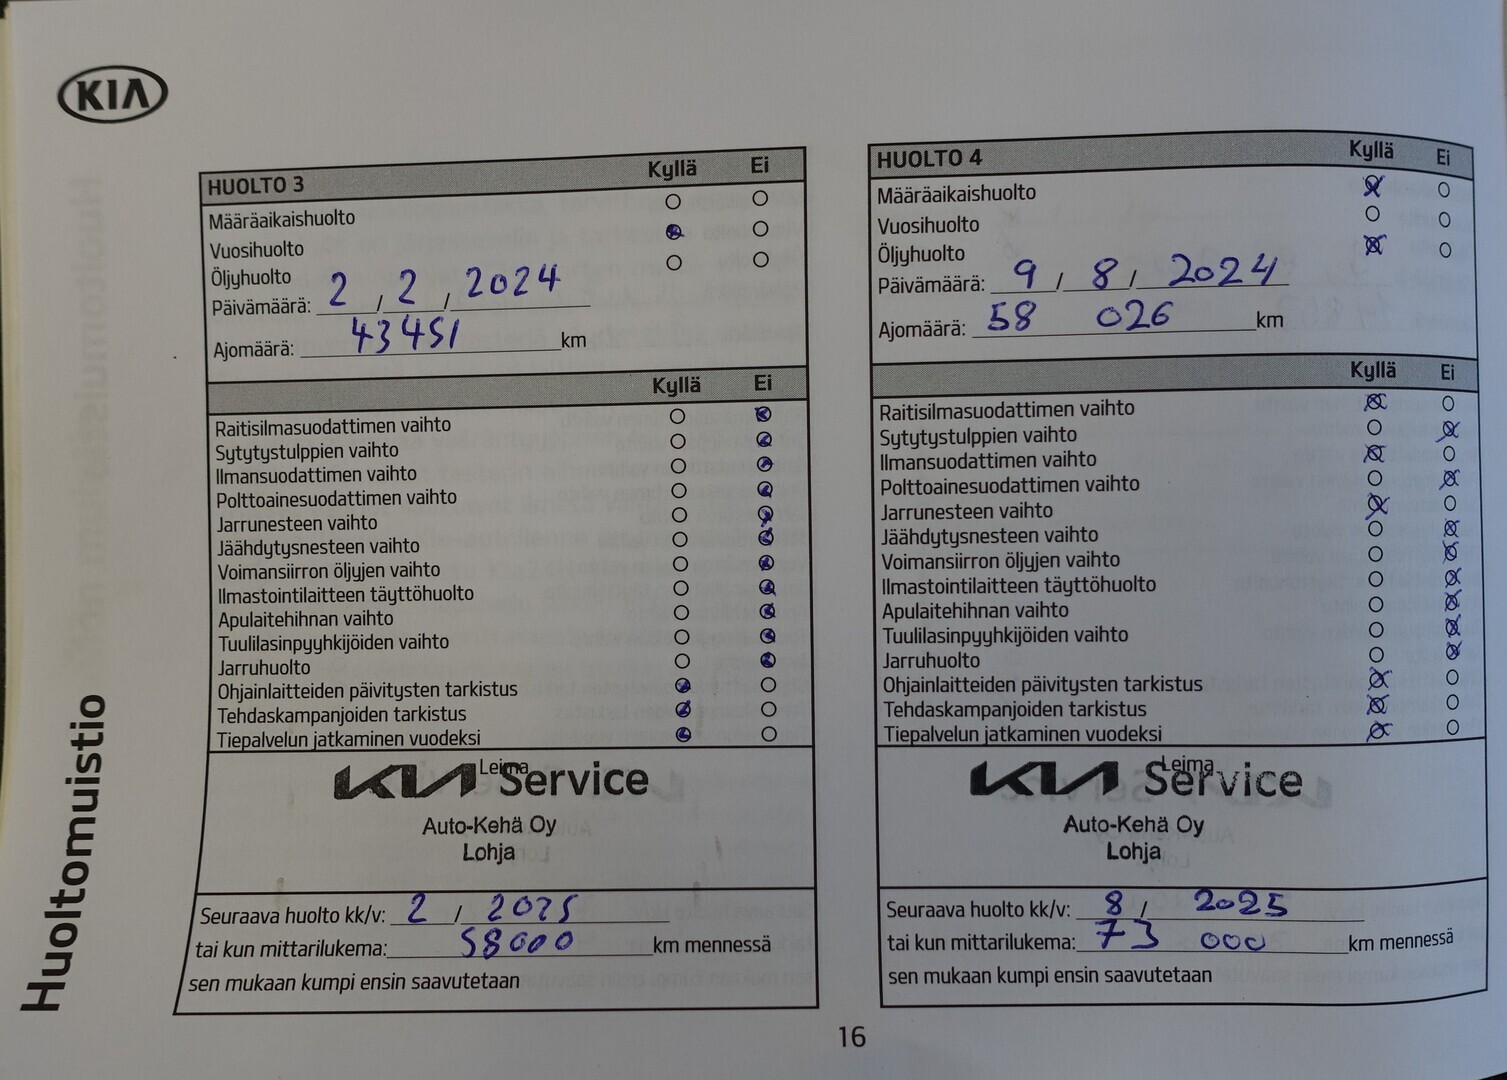 KIA
Huoltomuistio
HUOLTO 3 Kyllä Ei
Määräaikaishuolto
Vuosihuolto
Öljyhuolto
Päivämäärä: 2 / 2 / 2024
Ajomäärä: 43451 km
Kyllä Ei
Raitisilmasuodattimen vaihto
Sytytystulppien vaihto
Ilmansuodattimen vaihto
Polttoainesuodattimen vaihto
Jarrunesteen vaihto
Jäähdytysnesteen vaihto
Voimansiirron öljyjen vaihto
Ilmastointilaitteen täyttöhuolto
Apulaitehihnan vaihto
Tuulilasinpyyhkijöiden vaihto
Jarruhuolto
Ohjainlaitteiden päivitysten tarkistus
Tehdaskampanjoiden tarkistus
Tiepalvelun jatkaminen vuodeksi
Leima
KIA Service
Auto-Kehä Oy
Lohja
Seuraava huolto kk/v: 2 / 2025
tai kun mittarilukema: 58000 km mennessä
sen mukaan kumpi ensin saavutetaan
HUOLTO 4 Kyllä Ei
Määräaikaishuolto
Vuosihuolto
Öljyhuolto
Päivämäärä: 9 / 8 / 2024
Ajomäärä: 58 026 km
Kyllä Ei
Raitisilmasuodattimen vaihto
Sytytystulppien vaihto
Ilmansuodattimen vaihto
Polttoainesuodattimen vaihto
Jarrunesteen vaihto
Jäähdytysnesteen vaihto
Voimansiirron öljyjen vaihto
Ilmastointilaitteen täyttöhuolto
Apulaitehihnan vaihto
Tuulilasinpyyhkijöiden vaihto
Jarruhuolto
Ohjainlaitteiden päivitysten tarkistus
Tehdaskampanjoiden tarkistus
Tiepalvelun jatkaminen vuodeksi
Leima
KIA Service
Auto-Kehä Oy
Lohja
Seuraava huolto kk/v: 8 / 2025
tai kun mittarilukema: 73 000 km mennessä
sen mukaan kumpi ensin saavutetaan
16